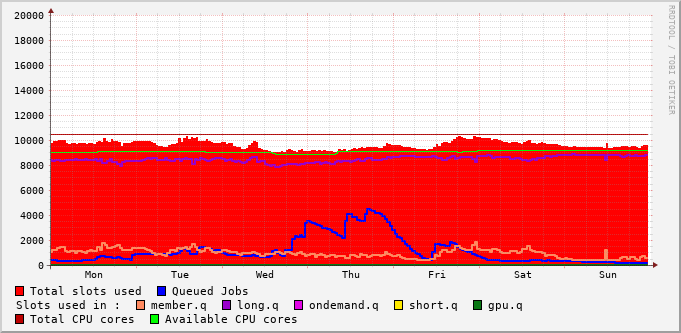 20000
18000
16000
14000
12000
10000
8000
6000
4000
2000
0
Mon Tue Wed Thu Fri Sat Sun
RRDTOOL / TOBI OETIKER
Total slots used Queued Jobs
Slots used in : member.q long.q ondemand.q short.q gpu.q
Total CPU cores Available CPU cores